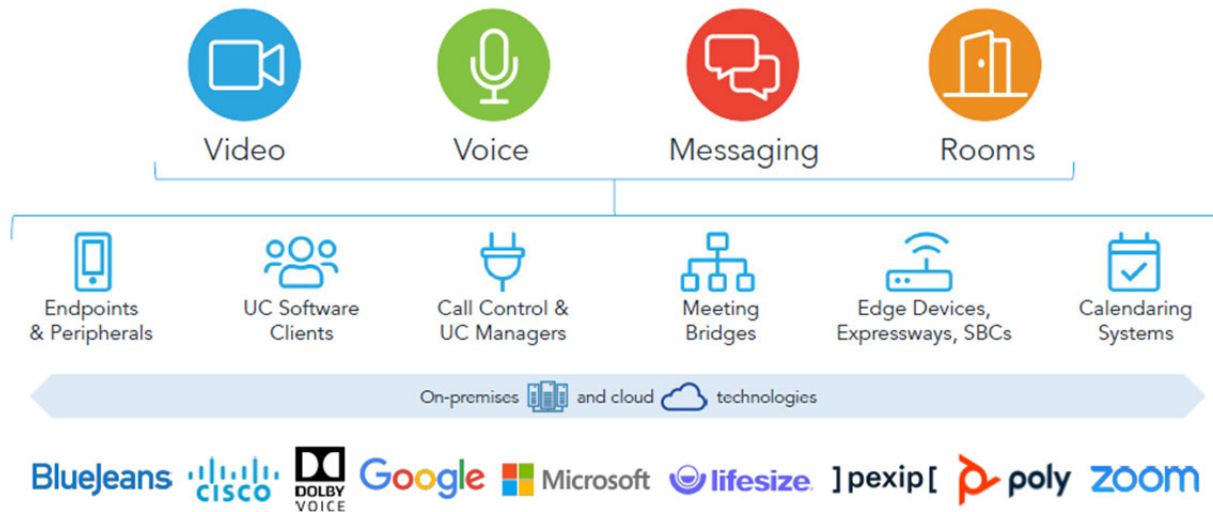 Video
Voice
Messaging
Rooms
Endpoints
& Peripherals
UC Software
Clients
Call Control &
UC Managers
Meeting
Bridges
Edge Devices,
Expressways, SBCs
Calendaring
Systems
On-premises and cloud technologies
BlueJeans
CISCO
DOLBY
VOICE
Google
Microsoft
lifesize
]pexip[
poly
zoom